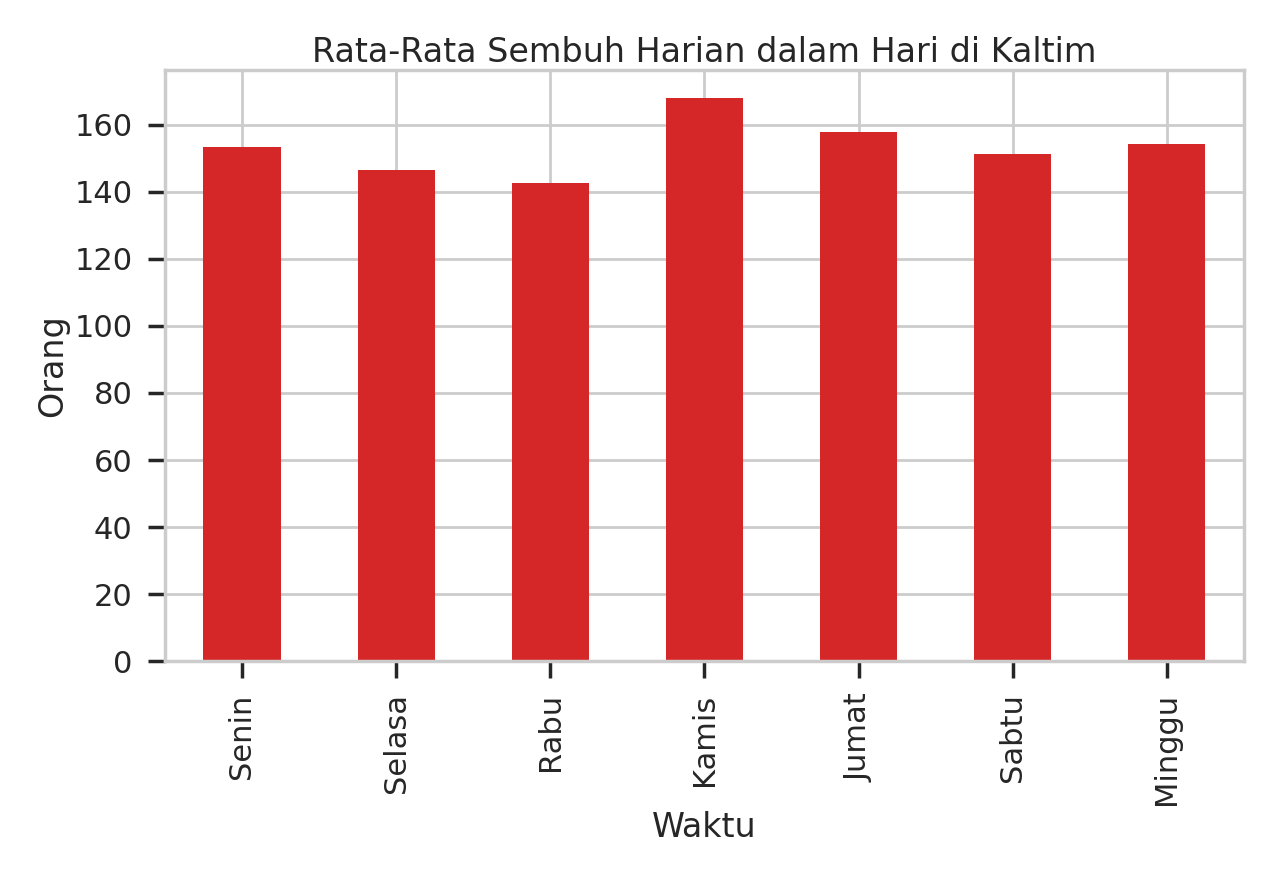 Rata-Rata Sembuh Harian dalam Hari di Kaltim
160
140
120
100
80
60
40
20
0
Orang
Senin
Selasa
Rabu
Kamis
Jumat
Sabtu
Minggu
Waktu